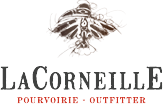 LACORNEILLE
POURVOIRIE - OUTFITTER